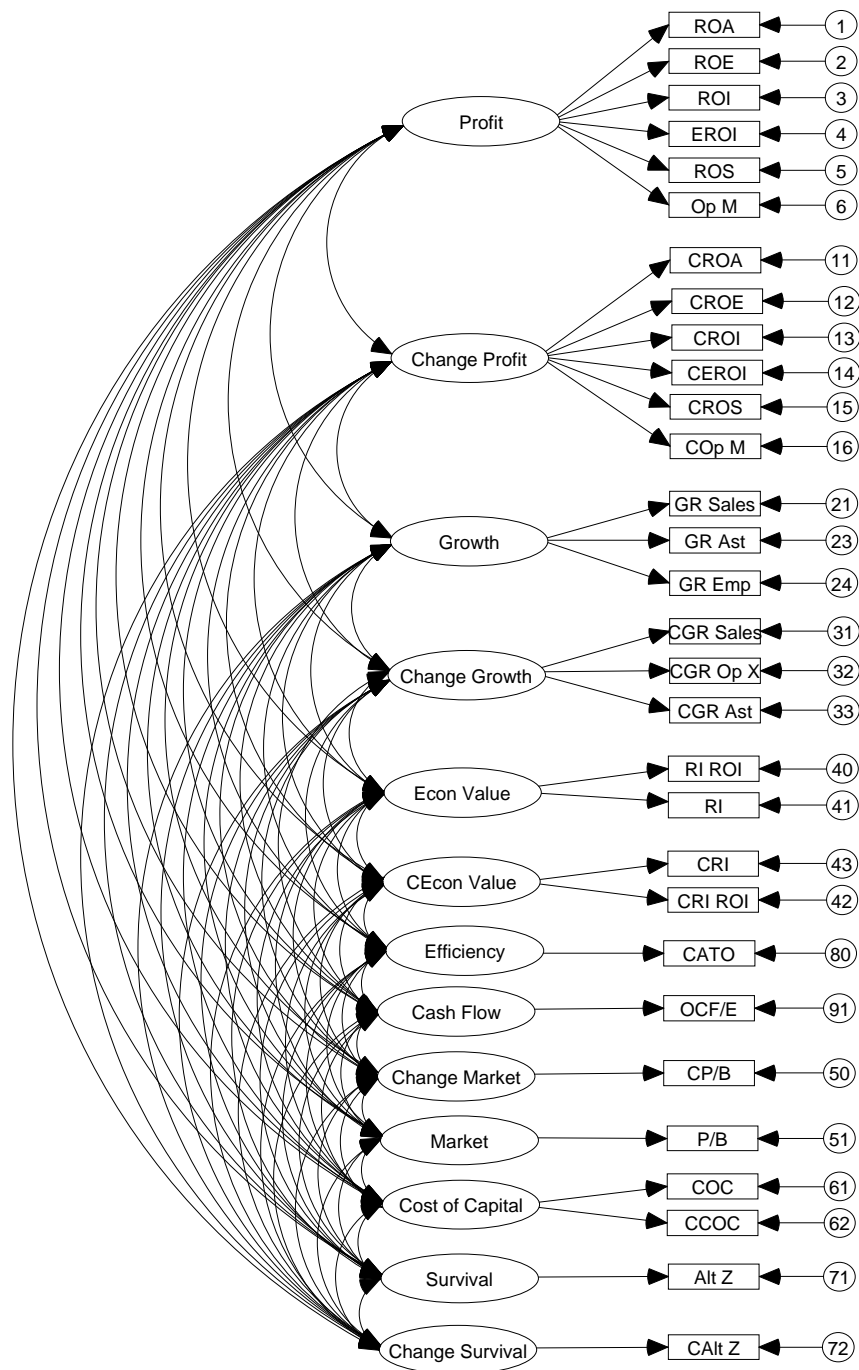 ROA 1
ROE 2
ROI 3
Profit
EROI 4
ROS 5
Op M 6
CROA 11
CROE 12
CROI 13
Change Profit
CEROI 14
CROS 15
COp M 16
GR Sales 21
Growth GR Ast 23
GR Emp 24
CGR Sales 31
Change Growth CGR Op X 32
CGR Ast 33
RI ROI 40
Econ Value
RI 41
CRI 43
CEcon Value
CRI ROI 42
Efficiency CATO 80
Cash Flow OCF/E 91
Change Market CP/B 50
Market P/B 51
COC 61
Cost of Capital
CCOC 62
Survival Alt Z 71
Change Survival CAlt Z 72